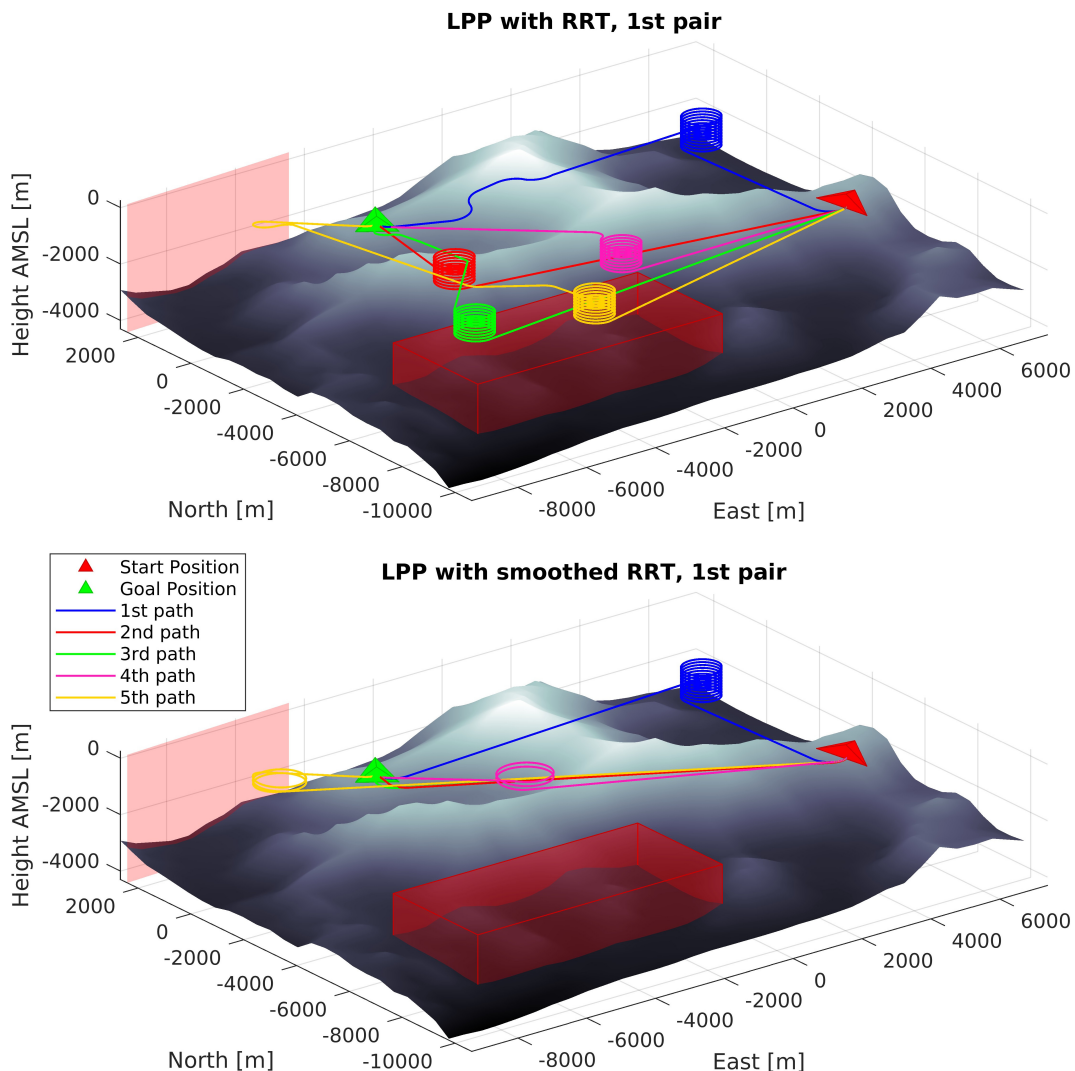 LPP with RRT, 1st pair
Height AMSL [m]
0
-2000
-4000
2000
0
-2000
-4000
-6000
-8000
-10000
North [m]
-8000
-6000
-4000
-2000
0
2000
4000
6000
East [m]
LPP with smoothed RRT, 1st pair
Start Position
Goal Position
1st path
2nd path
3rd path
4th path
5th path
Height AMSL [m]
0
-2000
-4000
2000
0
-2000
-4000
-6000
-8000
-10000
North [m]
-8000
-6000
-4000
-2000
0
2000
4000
6000
East [m]